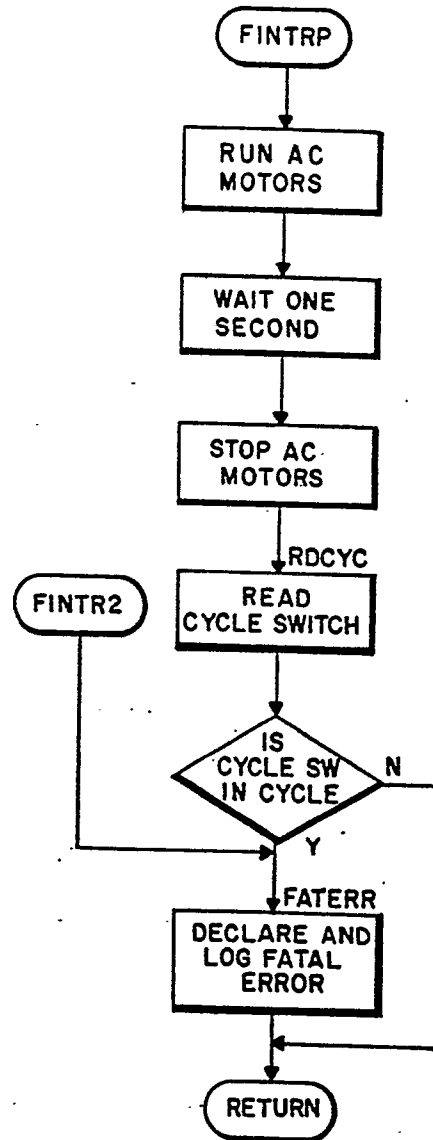 FINTRP
RUN AC
MOTORS
WAIT ONE
SECOND
STOP AC
MOTORS
RDCYC
READ
CYCLE SWITCH
FINTR2
IS
CYCLE SW
IN CYCLE
N
Y
FATERR
DECLARE AND
LOG FATAL
ERROR
RETURN